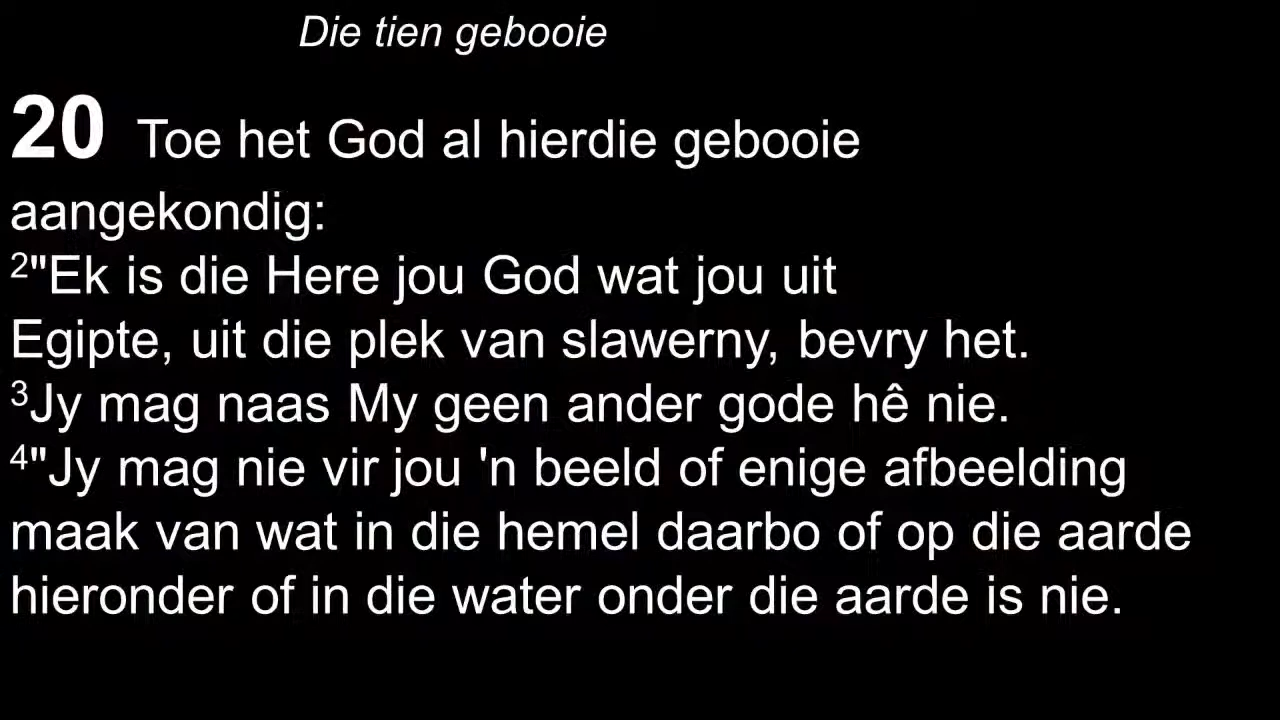 Die tien gebooie
20 Toe het God al hierdie gebooie
aangekondig:
2"Ek is die Here jou God wat jou uit
Egipte, uit die plek van slawerny, bevry het.
3Jy mag naas My geen ander gode hê nie.
4"Jy mag nie vir jou 'n beeld of enige afbeelding
maak van wat in die hemel daarbo of op die aarde
hieronder of in die water onder die aarde is nie.